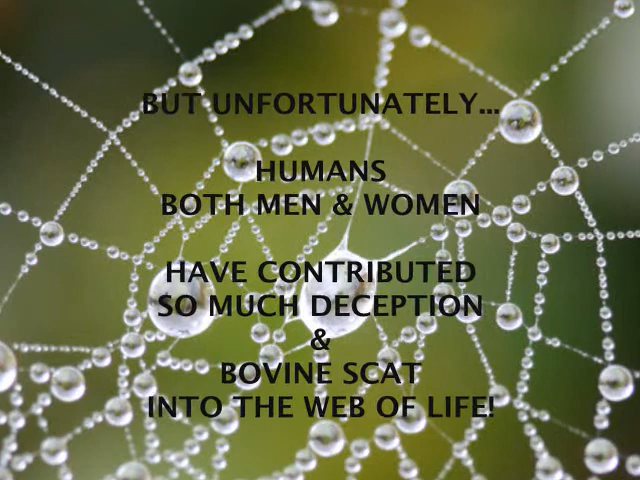 BUT UNFORTUNATELY...
HUMANS
BOTH MEN & WOMEN
HAVE CONTRIBUTED
SO MUCH DECEPTION
&
BOVINE SCAT
INTO THE WEB OF LIFE!